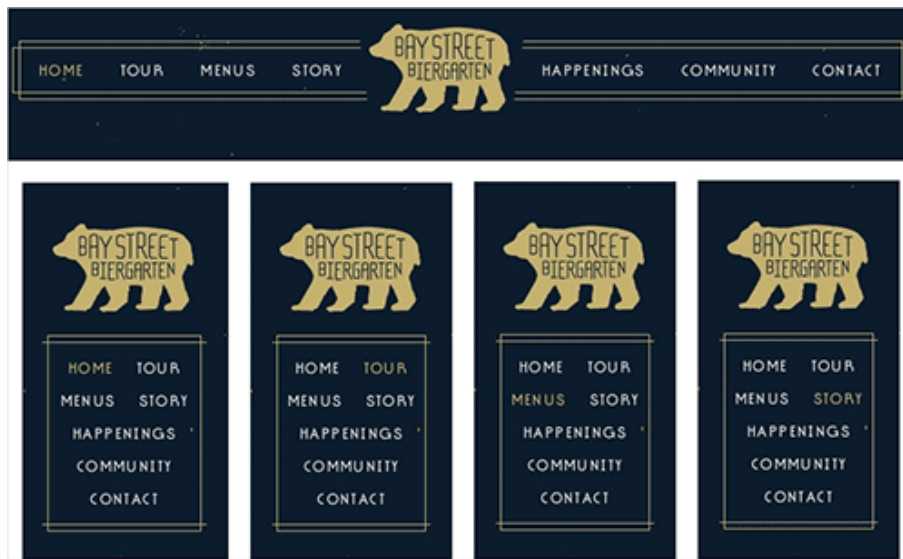 BAY STREET
BIERGARTEN
HOME TOUR MENUS STORY HAPPENINGS COMMUNITY CONTACT
BAY STREET
BIERGARTEN
HOME TOUR
MENUS STORY
HAPPENINGS
COMMUNITY
CONTACT
BAY STREET
BIERGARTEN
HOME TOUR
MENUS STORY
HAPPENINGS
COMMUNITY
CONTACT
BAY STREET
BIERGARTEN
HOME TOUR
MENUS STORY
HAPPENINGS
COMMUNITY
CONTACT
BAY STREET
BIERGARTEN
HOME TOUR
MENUS STORY
HAPPENINGS
COMMUNITY
CONTACT